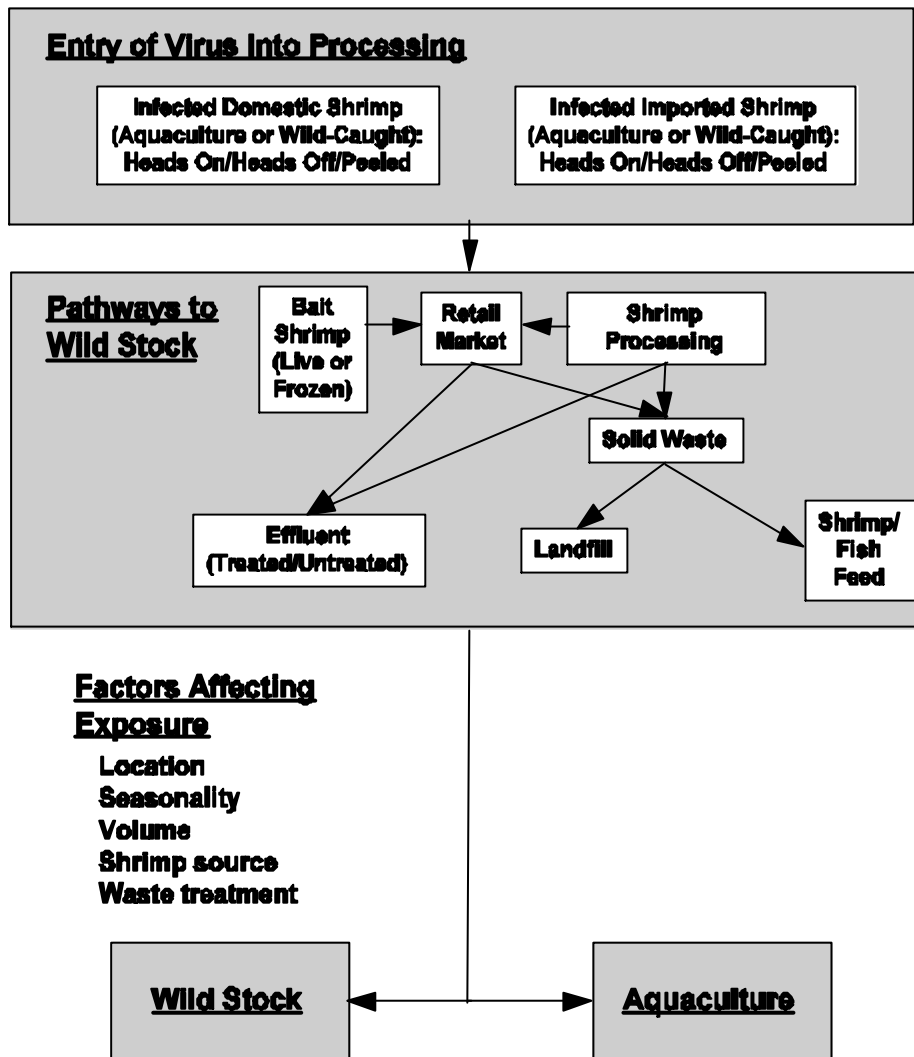 Entry of Virus Into Processing
Infected Domestic Shrimp
(Aquaculture or Wild-Caught):
Heads On/Heads Off/Peeled
Infected Imported Shrimp
(Aquaculture or Wild-Caught):
Heads On/Heads Off/Peeled
Pathways to
Wild Stock
Bait
Shrimp
(Live or
Frozen)
Retail
Market
Shrimp
Processing
Solid Waste
Effluent
(Treated/Untreated)
Landfill
Shrimp/
Fish
Feed
Factors Affecting
Exposure
Location
Seasonality
Volume
Shrimp source
Waste treatment
Wild Stock
Aquaculture